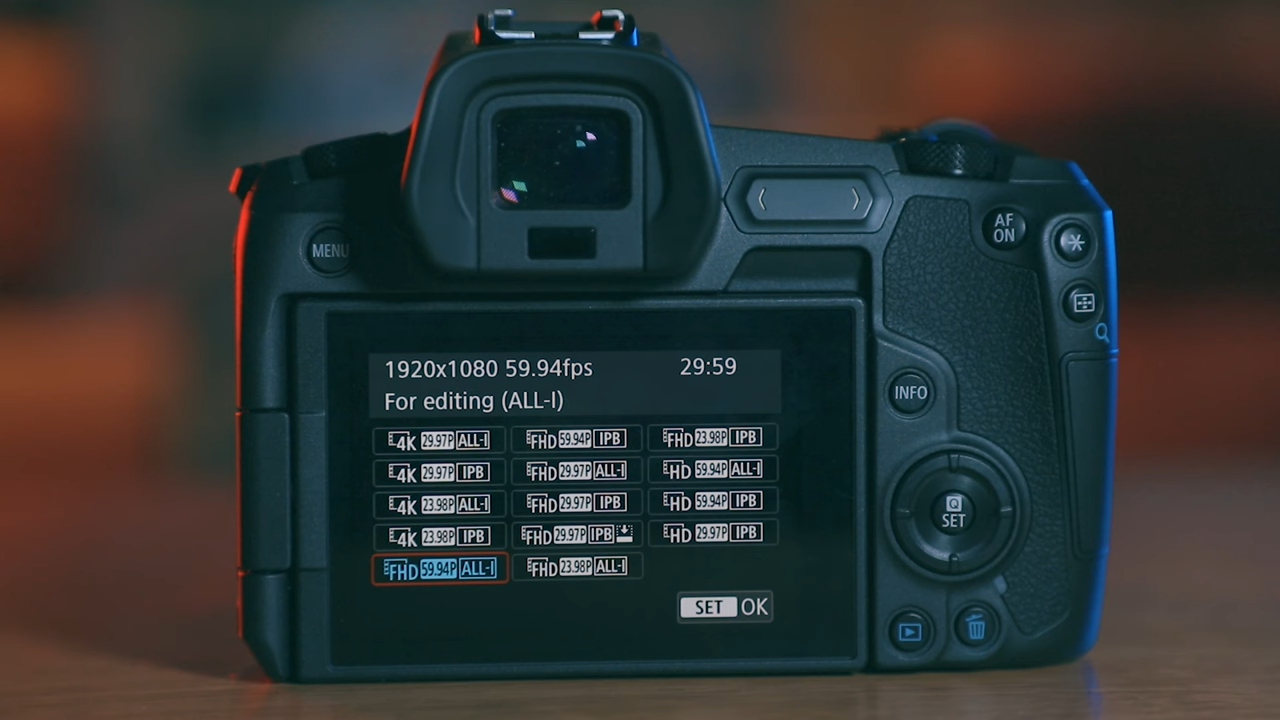 MENU
AF
ON
INFO
Q
SET
1920x1080 59.94fps 29:59
For editing (ALL-I)
4K 29.97P ALL-I FHD 59.94P IPB FHD 23.98P IPB
4K 29.97P IPB FHD 29.97P ALL-I HD 59.94P ALL-I
4K 23.98P ALL-I FHD 29.97P IPB HD 59.94P IPB
4K 23.98P IPB FHD 29.97P IPB HD 29.97P IPB
FHD 59.94P ALL-I FHD 23.98P ALL-I
SET OK